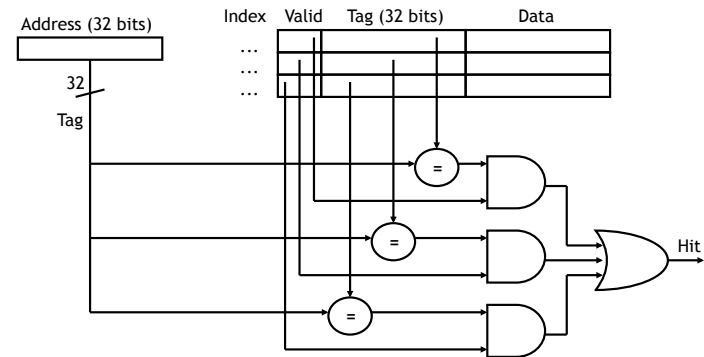 Address (32 bits)
Index Valid Tag (32 bits) Data
...
...
...
32
Tag
=
=
=
Hit